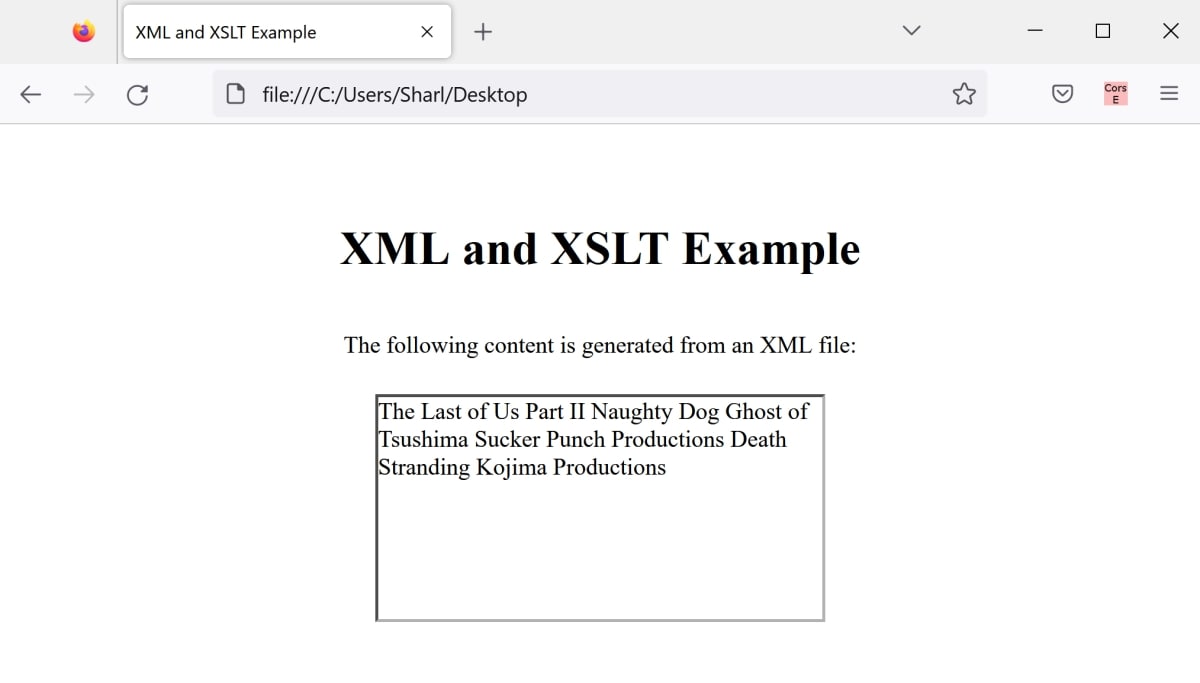 XML and XSLT Example
file:///C:/Users/Sharl/Desktop
Cors
E
XML and XSLT Example
The following content is generated from an XML file:
The Last of Us Part II Naughty Dog Ghost of
Tsushima Sucker Punch Productions Death
Stranding Kojima Productions